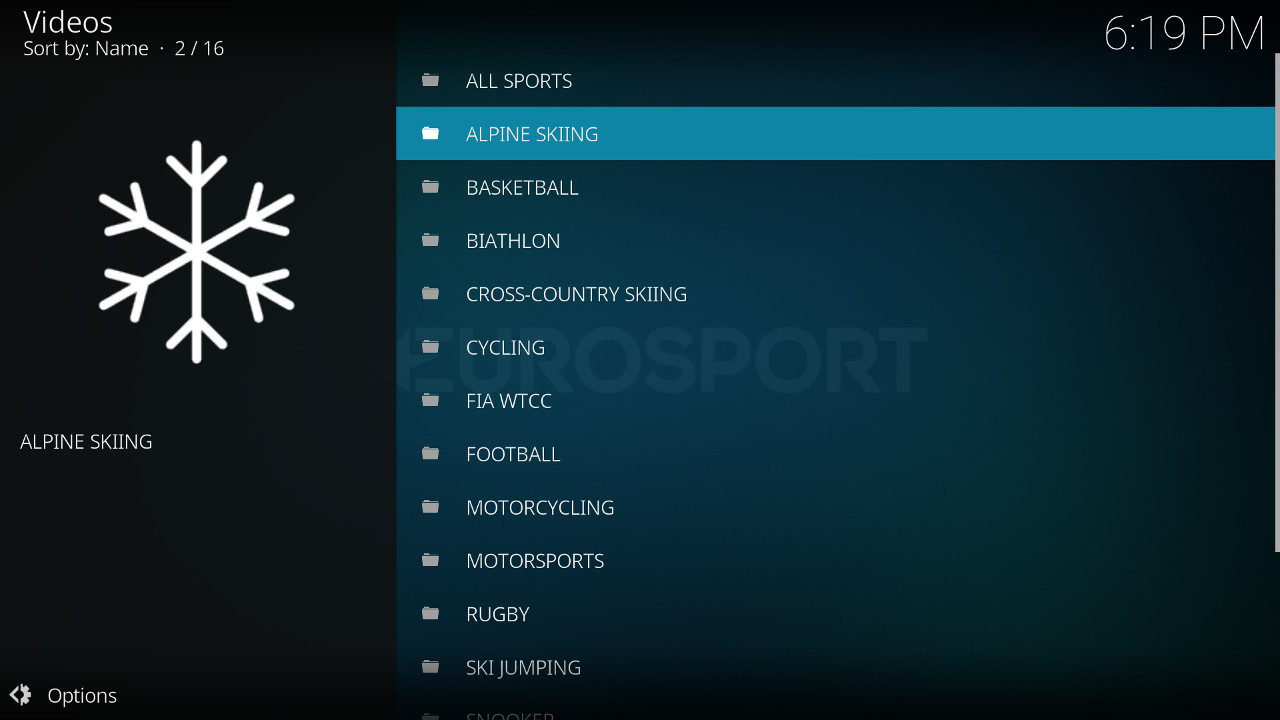 Videos
Sort by: Name · 2 / 16
6:19 PM
ALL SPORTS
ALPINE SKIING
BASKETBALL
BIATHLON
CROSS-COUNTRY SKIING
CYCLING
EUROSPORT
FIA WTCC
FOOTBALL
ALPINE SKIING
MOTORCYCLING
MOTORSPORTS
RUGBY
SKI JUMPING
SNOOKER
Options